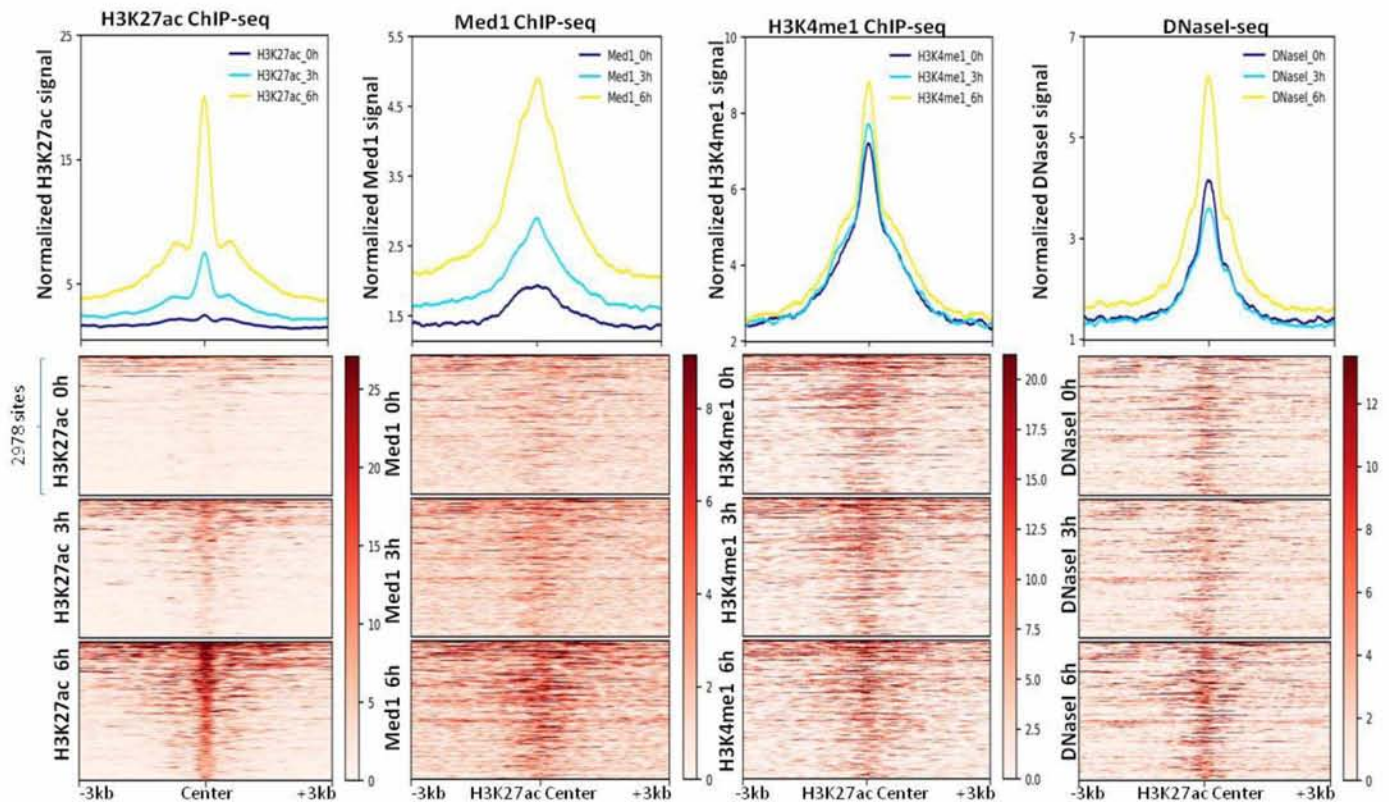 H3K27ac ChIP-seq
Med1 ChIP-seq
H3K4me1 ChIP-seq
DNaseI-seq
Normalized H3K27ac signal
25
15
5
H3K27ac_0h
H3K27ac_3h
H3K27ac_6h
Normalized Med1 signal
5.5
4.5
3.5
2.5
1.5
Med1_0h
Med1_3h
Med1_6h
Normalized H3K4me1 signal
10
8
6
4
2
H3K4me1_0h
H3K4me1_3h
H3K4me1_6h
Normalized DNaseI signal
7
5
3
1
DNaseI_0h
DNaseI_3h
DNaseI_6h
2978 sites
H3K27ac 0h
H3K27ac 3h
H3K27ac 6h
25
20
15
10
5
0
Med1 0h
Med1 3h
Med1 6h
8
6
4
2
0
H3K4me1 0h
H3K4me1 3h
H3K4me1 6h
20.0
17.5
15.0
12.5
10.0
7.5
5.0
2.5
0.0
DNaseI 0h
DNaseI 3h
DNaseI 6h
12
10
8
6
4
2
0
-3kb Center +3kb
-3kb H3K27ac Center +3kb
-3kb H3K27ac Center +3kb
-3kb H3K27ac Center +3kb